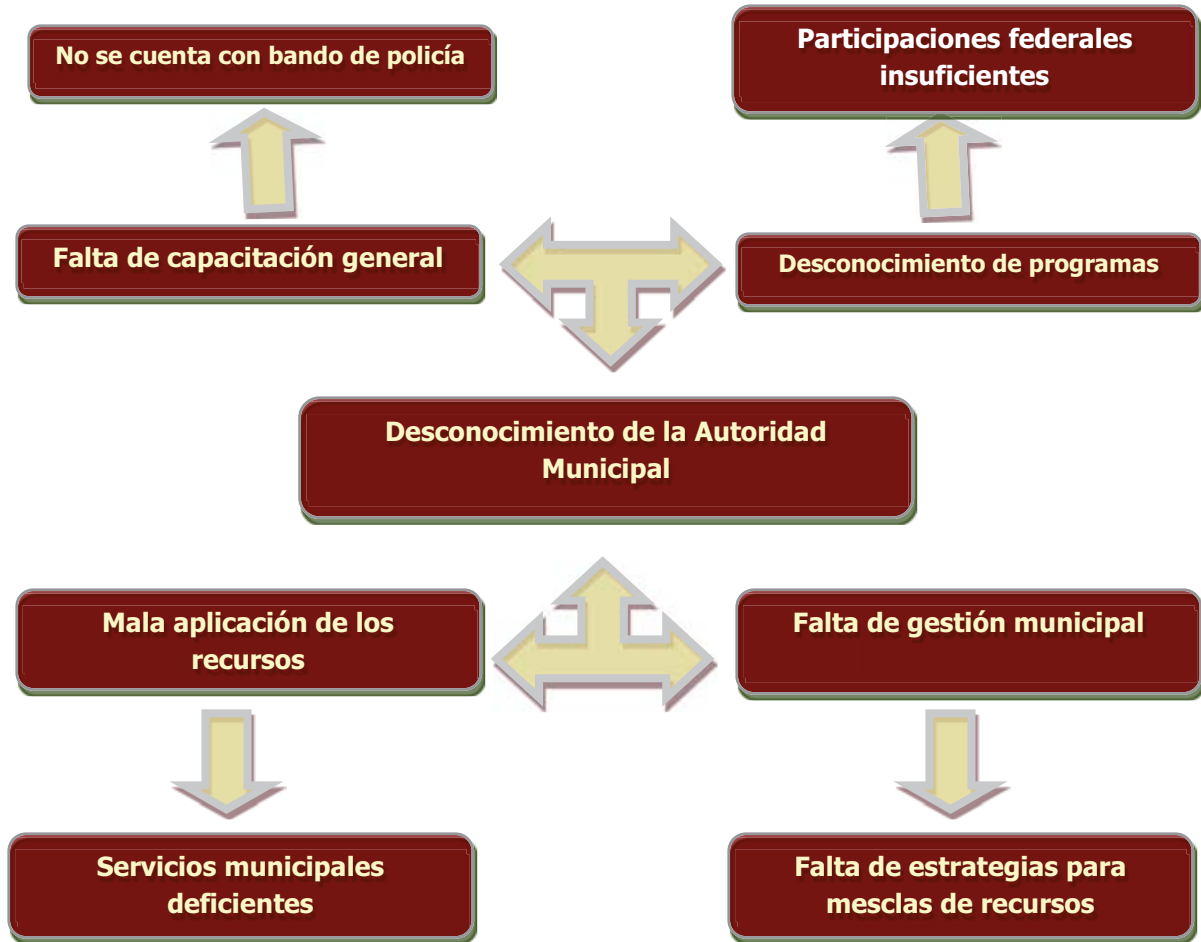 No se cuenta con bando de policía
Participaciones federales
insuficientes
Falta de capacitación general
Desconocimiento de programas
Desconocimiento de la Autoridad
Municipal
Mala aplicación de los
recursos
Falta de gestión municipal
Servicios municipales
deficientes
Falta de estrategias para
mesclas de recursos